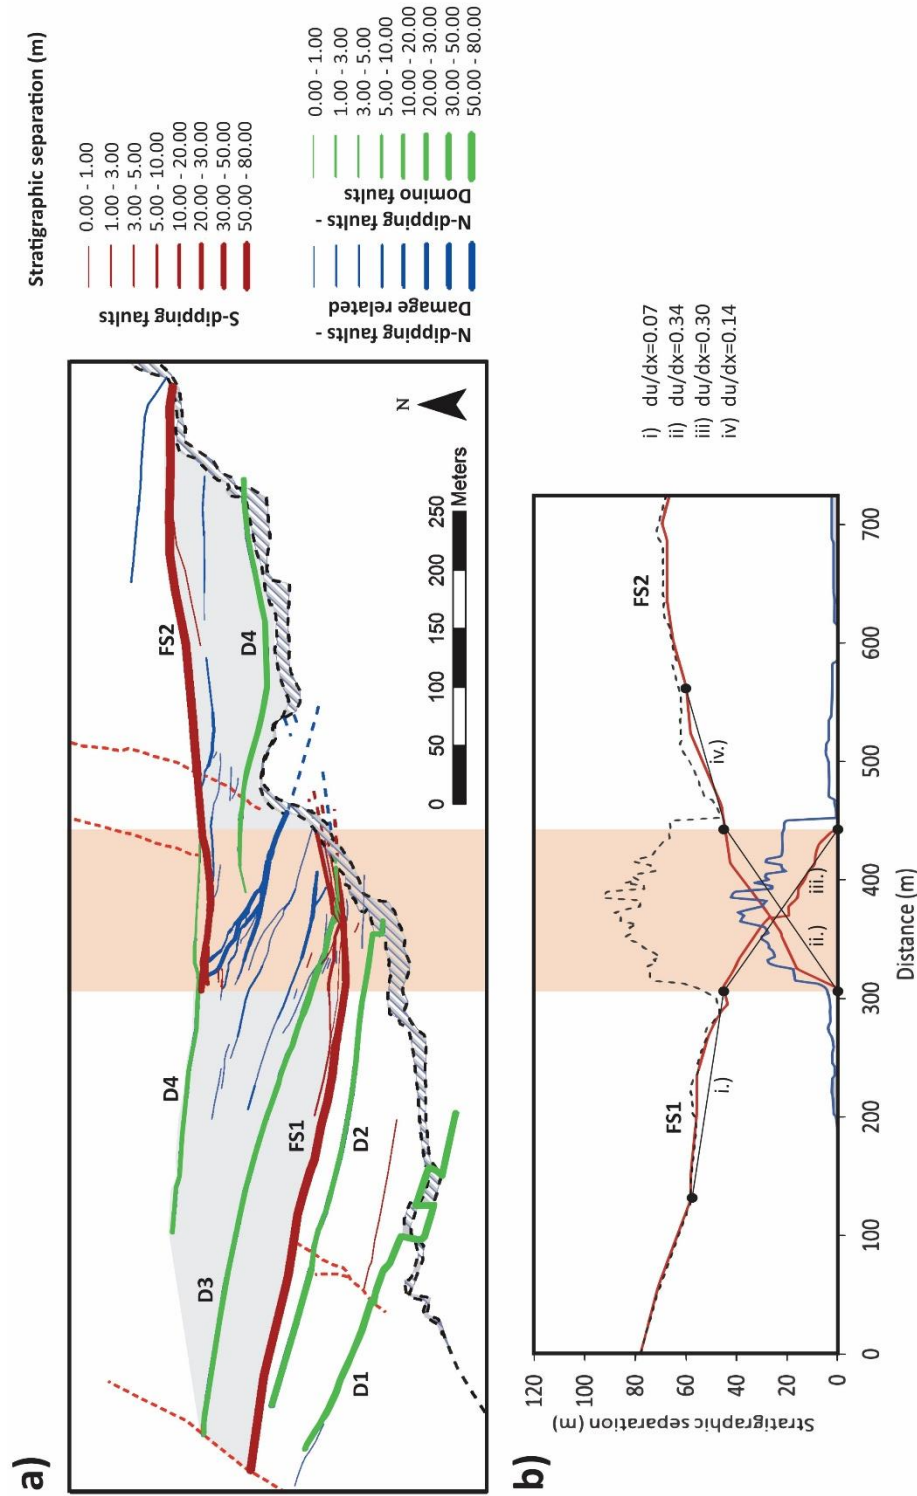 a)
Stratigraphic separation (m)
S-dipping faults
0.00 - 1.00
1.00 - 3.00
3.00 - 5.00
5.00 - 10.00
10.00 - 20.00
20.00 - 30.00
30.00 - 50.00
50.00 - 80.00
N-dipping faults -
Damage related
N-dipping faults -
Domino faults
0.00 - 1.00
1.00 - 3.00
3.00 - 5.00
5.00 - 10.00
10.00 - 20.00
20.00 - 30.00
30.00 - 50.00
50.00 - 80.00
D4
FS2
D3
D4
FS1
D2
D1
N
0 50 100 150 200 250
Meters
b)
Stratigraphic separation (m)
120
100
80
60
40
20
0
FS1
FS2
i.)
ii.)
iii.)
iv.)
0 100 200 300 400 500 600 700
Distance (m)
i) du/dx=0.07
ii) du/dx=0.34
iii) du/dx=0.30
iv) du/dx=0.14